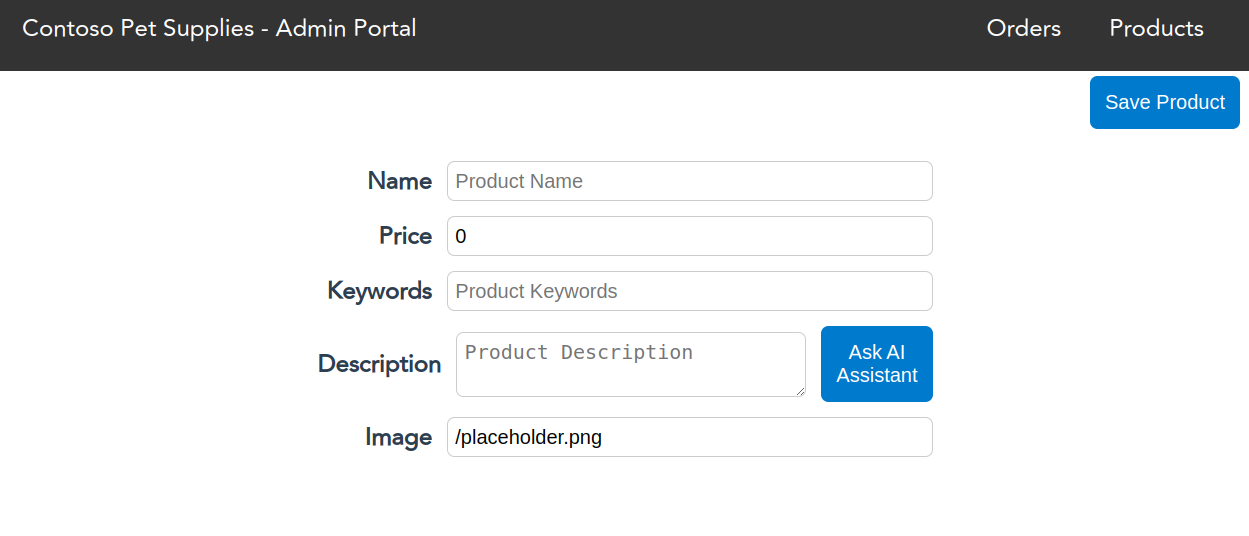 Contoso Pet Supplies - Admin Portal Orders Products
Save Product
Name Product Name
Price 0
Keywords Product Keywords
Description Product Description
Ask AI
Assistant
Image /placeholder.png